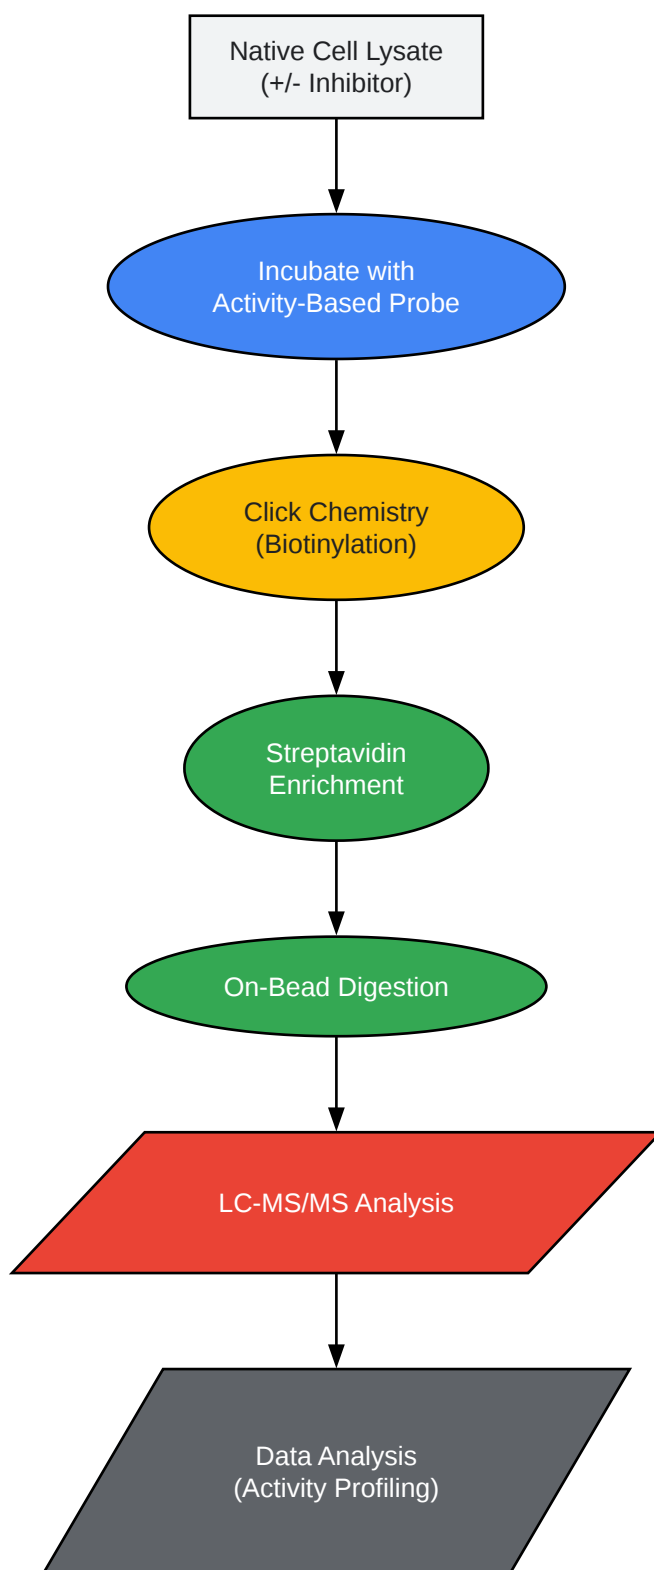 Native Cell Lysate
(+/- Inhibitor)
Incubate with
Activity-Based Probe
Click Chemistry
(Biotinylation)
Streptavidin
Enrichment
On-Bead Digestion
LC-MS/MS Analysis
Data Analysis
(Activity Profiling)